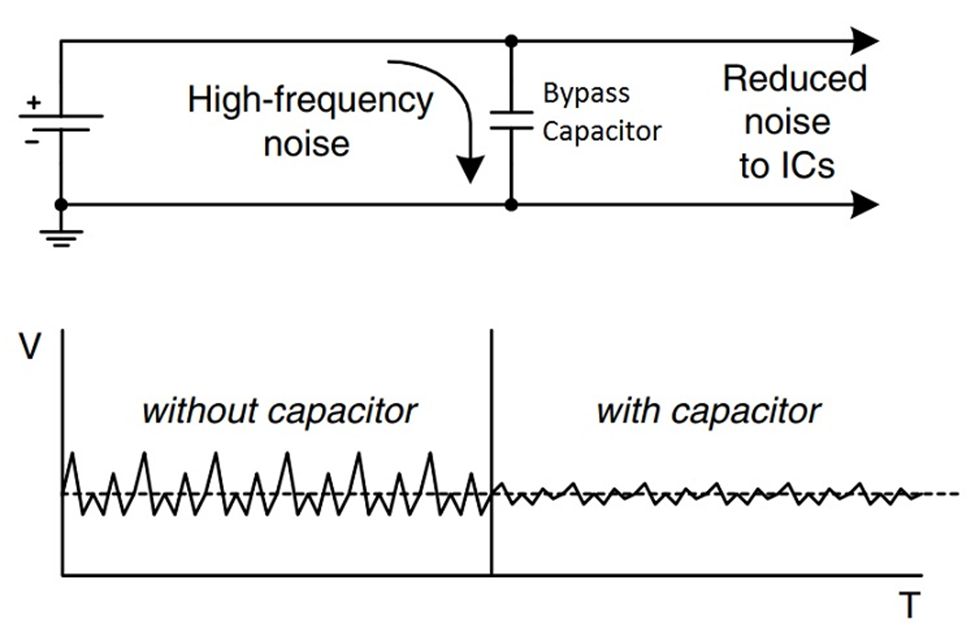 +
-
High-frequency
noise
Bypass
Capacitor
Reduced
noise
to ICs
V
without capacitor
with capacitor
T